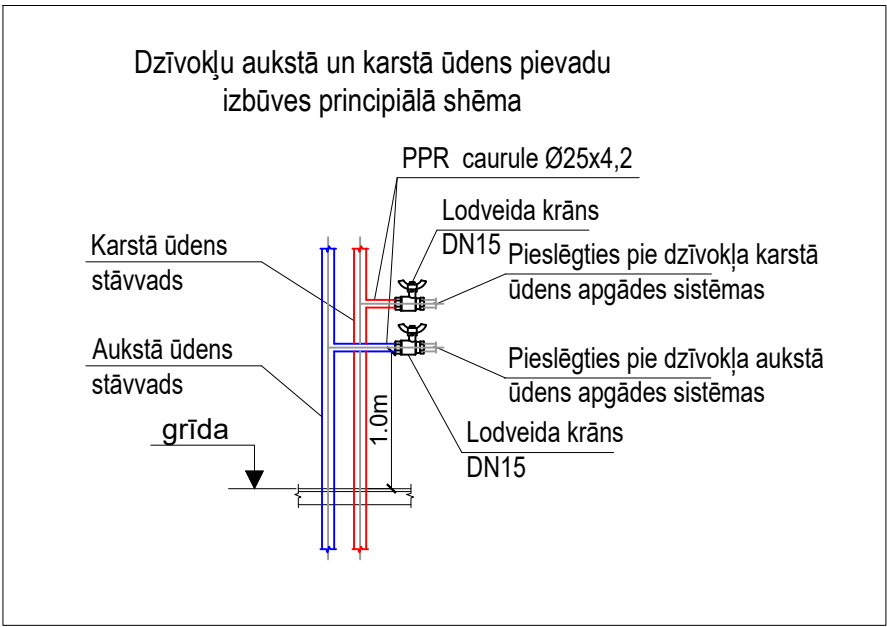 Dzīvokļu aukstā un karstā ūdens pievadu
izbūves principiālā shēma
PPR caurule Ø25x4,2
Lodveida krāns
DN15
Karstā ūdens
stāvvads
Pieslēgties pie dzīvokļa karstā
ūdens apgādes sistēmas
Aukstā ūdens
stāvvads
Pieslēgties pie dzīvokļa aukstā
ūdens apgādes sistēmas
grīda
1.0m
Lodveida krāns
DN15